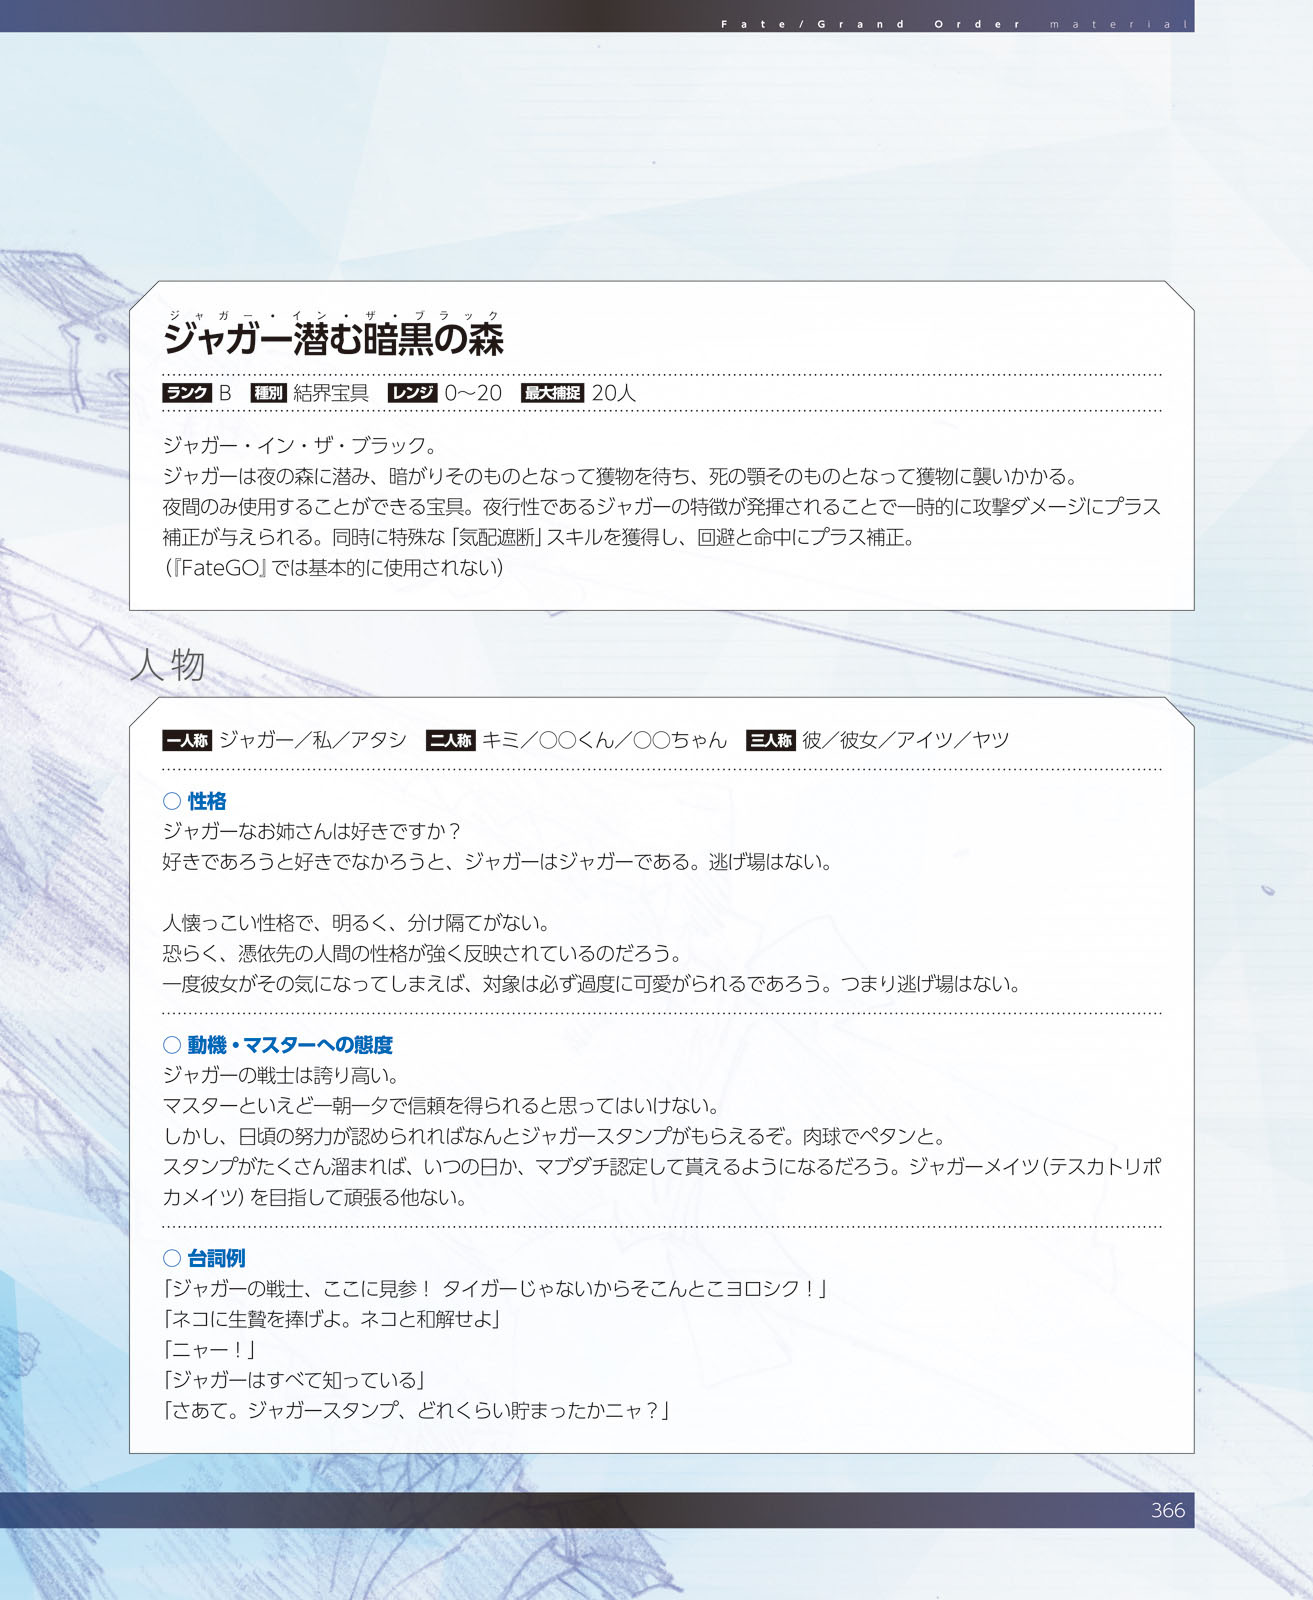 Fate/Grand Order material
ジャガー・イン・ザ・ブラック
ジャガー潜む暗黒の森
ランク B 種別 結界宝具 レンジ 0～20 最大捕捉 20人
ジャガー・イン・ザ・ブラック。
ジャガーは夜の森に潜み、暗がりそのものとなって獲物を待ち、死の顎そのものとなって獲物に襲いかかる。
夜間のみ使用することができる宝具。夜行性であるジャガーの特徴が発揮されることで一時的に攻撃ダメージにプラス
補正が与えられる。同時に特殊な「気配遮断」スキルを獲得し、回避と命中にプラス補正。
（『FateGO』では基本的に使用されない）
人物
一人称 ジャガー／私／アタシ 二人称 キミ／○○くん／○○ちゃん 三人称 彼／彼女／アイツ／ヤツ
○ 性格
ジャガーなお姉さんは好きですか？
好きであろうと好きでなかろうと、ジャガーはジャガーである。逃げ場はない。
人懐っこい性格で、明るく、分け隔てがない。
恐らく、憑依先の人間の性格が強く反映されているのだろう。
一度彼女がその気になってしまえば、対象は必ず過度に可愛がられるであろう。つまり逃げ場はない。
○ 動機・マスターへの態度
ジャガーの戦士は誇り高い。
マスターといえど一朝一夕で信頼を得られると思ってはいけない。
しかし、日頃の努力が認められればなんとジャガースタンプがもらえるぞ。肉球でペタンと。
スタンプがたくさん溜まれば、いつの日か、マブダチ認定して貰えるようになるだろう。ジャガーメイツ（テスカトリポ
カメイツ）を目指して頑張る他ない。
○ 台詞例
「ジャガーの戦士、ここに見参！ タイガーじゃないからそこんとこヨロシク！」
「ネコに生贄を捧げよ。ネコと和解せよ」
「ニャー！」
「ジャガーはすべて知っている」
「さあて。ジャガースタンプ、どれくらい貯まったかニャ？」
366